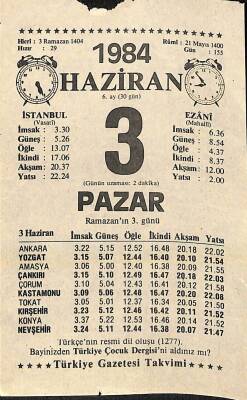 Hicrî : 3 Ramazan 1404
Hızır : 29
Rûmî : 21 Mayıs 1400
Gün : 155
1984
HAZİRAN
6. ay (30 gün)
İSTANBUL
(Vasatî)
İmsak : 3.30
Güneş : 5.26
Öğle : 13.07
İkindi : 17.06
Akşam : 20.37
Yatsı : 22.24
3
(Günün uzaması: 2 dakika)
EZÂNÎ
(Mahallî)
İmsak : 6.36
Güneş : 8.54
Öğle : 4.37
İkindi : 8.37
Akşam : 12.00
Yatsı : 2.00
PAZAR
Ramazan'ın 3. günü
3 Haziran İmsak Güneş Öğle İkindi Akşam Yatsı
ANKARA 3.22 5.15 12.52 16.48 20.18 22.02
YOZGAT 3.15 5.07 12.44 16.40 20.10 21.54
AMASYA 3.06 5.00 12.40 16.38 20.09 21.55
ÇANKIRI 3.15 5.10 12.49 16.47 20.18 22.03
ÇORUM 3.10 5.04 12.43 16.41 20.12 21.58
KASTAMONU 3.09 5.06 12.48 16.47 20.20 22.08
TOKAT 3.05 5.01 12.37 16.34 20.05 21.51
KIRŞEHİR 3.23 5.12 12.46 16.41 20.10 21.52
KONYA 3.37 5.22 12.53 16.46 20.14 21.52
NEVŞEHİR 3.24 5.11 12.44 16.38 20.07 21.47
Türkçe'nin resmî dil oluşu (1277).
Bayinizden Türkiye Çocuk Dergisi'ni aldınız mı?
Türkiye Gazetesi Takvimi